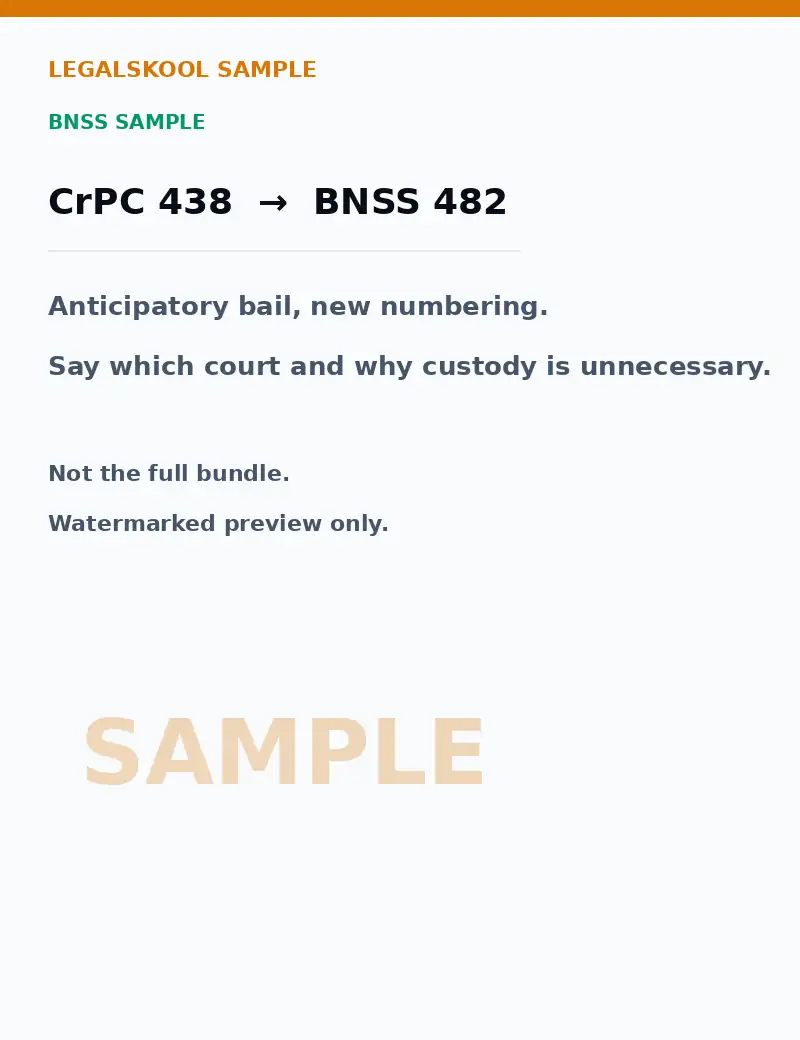 LEGALSKOOL SAMPLE
BNSS SAMPLE
CrPC 438 → BNSS 482
Anticipatory bail, new numbering.
Say which court and why custody is unnecessary.
Not the full bundle.
Watermarked preview only.
SAMPLE